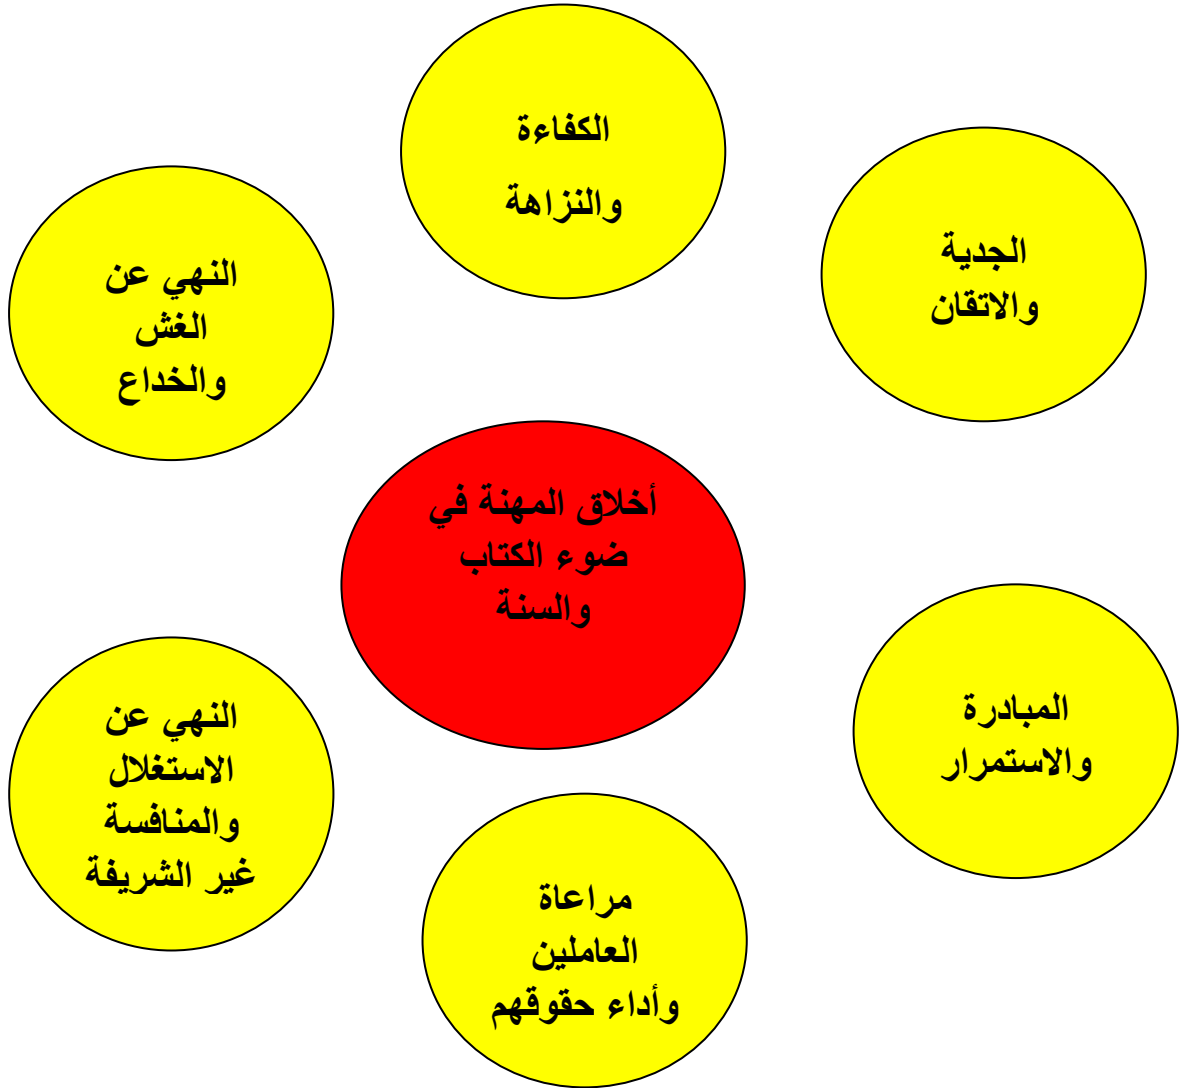 الكفاءة
والنزاهة
الجدية
والاتقان
النهي عن
الغش
والخداع
أخلاق المهنة في
ضوء الكتاب
والسنة
المبادرة
والاستمرار
النهي عن
الاستغلال
والمنافسة
غير الشريفة
مراعاة
العاملين
وأداء حقوقهم